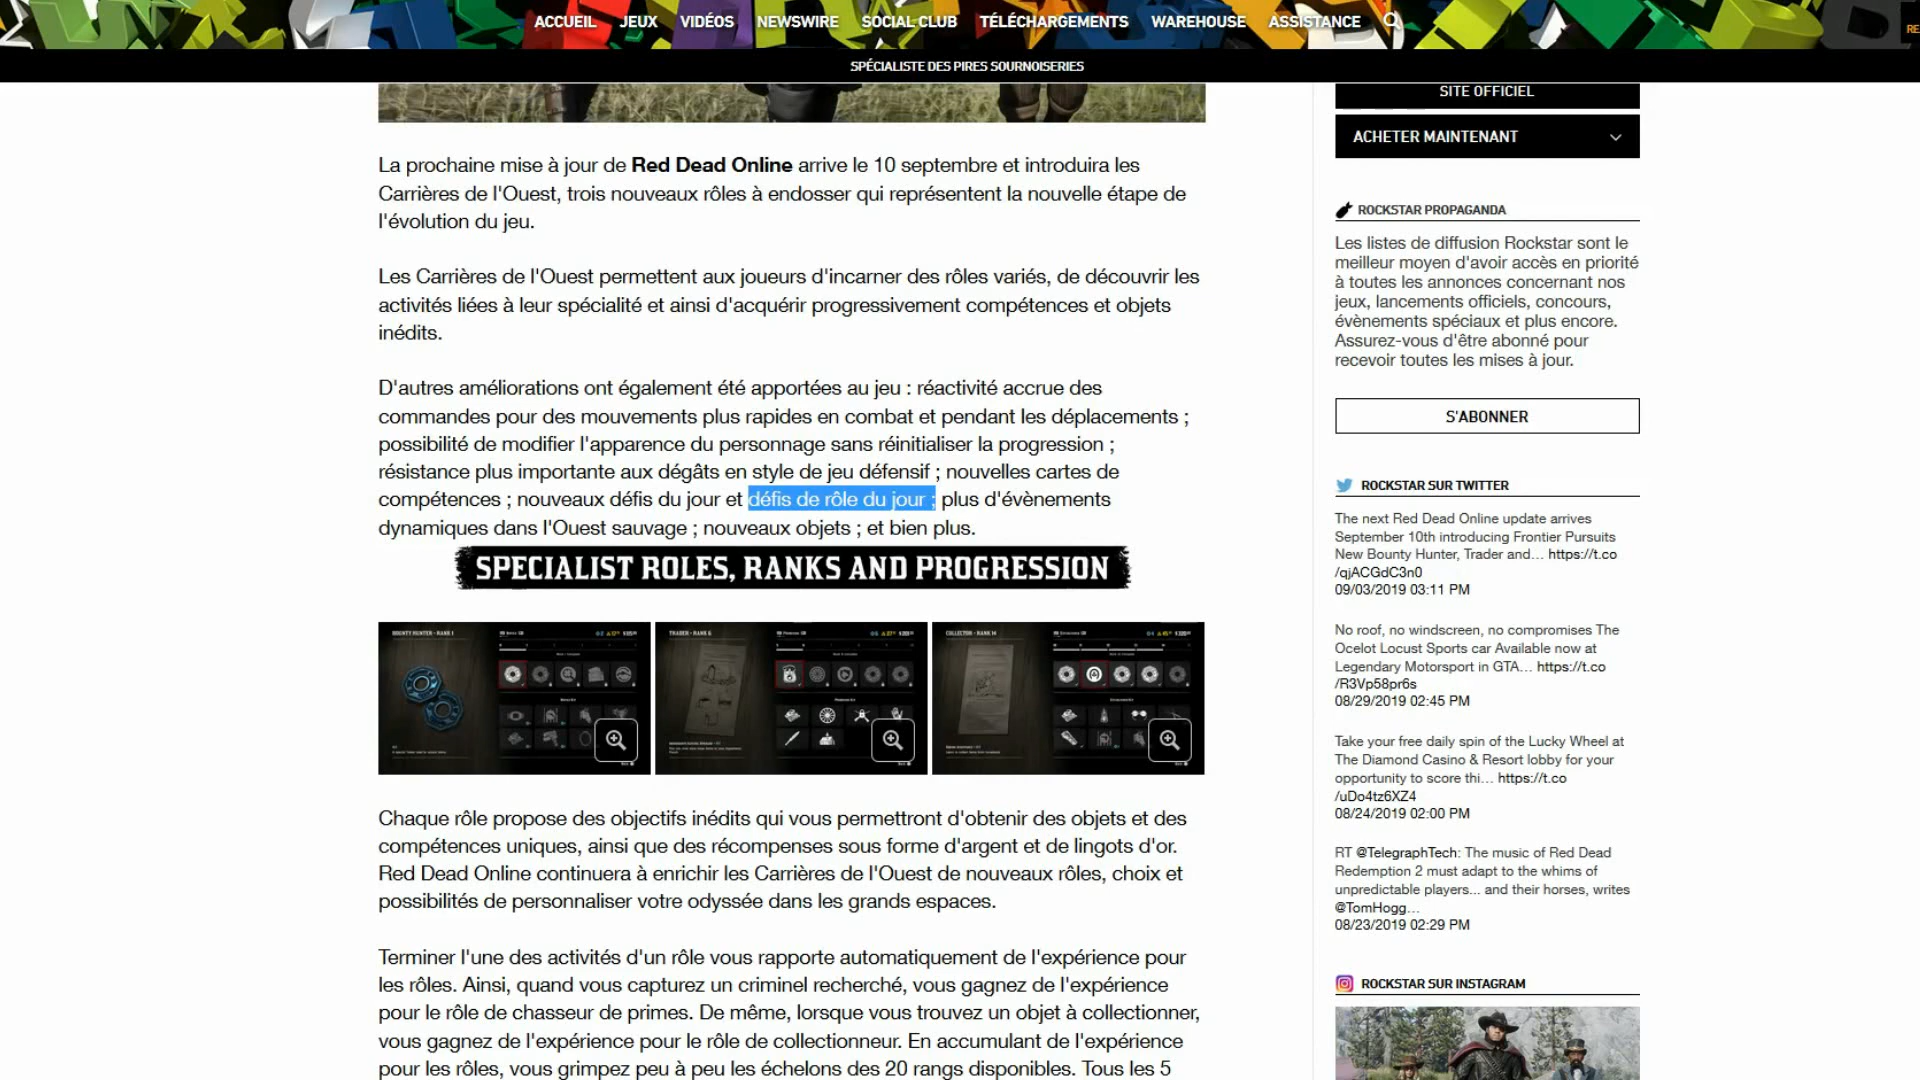 ACCUEIL JEUX VIDÉOS NEWSWIRE SOCIAL CLUB TÉLÉCHARGEMENTS WAREHOUSE ASSISTANCE
SPÉCIALISTE DES PIRES SOURNOISERIES
La prochaine mise à jour de Red Dead Online arrive le 10 septembre et introduira les
Carrières de l'Ouest, trois nouveaux rôles à endosser qui représentent la nouvelle étape de
l'évolution du jeu.
Les Carrières de l'Ouest permettent aux joueurs d'incarner des rôles variés, de découvrir les
activités liées à leur spécialité et ainsi d'acquérir progressivement compétences et objets
inédits.
D'autres améliorations ont également été apportées au jeu : réactivité accrue des
commandes pour des mouvements plus rapides en combat et pendant les déplacements ;
possibilité de modifier l'apparence du personnage sans réinitialiser la progression ;
résistance plus importante aux dégâts en style de jeu défensif ; nouvelles cartes de
compétences ; nouveaux défis du jour et défis de rôle du jour ; plus d'évènements
dynamiques dans l'Ouest sauvage ; nouveaux objets ; et bien plus.
SPECIALIST ROLES, RANKS AND PROGRESSION
BOUNTY HUNTER - RANK 1
TRADER - RANK 6
COLLECTOR - RANK 14
Chaque rôle propose des objectifs inédits qui vous permettront d'obtenir des objets et des
compétences uniques, ainsi que des récompenses sous forme d'argent et de lingots d'or.
Red Dead Online continuera à enrichir les Carrières de l'Ouest de nouveaux rôles, choix et
possibilités de personnaliser votre odyssée dans les grands espaces.
Terminer l'une des activités d'un rôle vous rapporte automatiquement de l'expérience pour
les rôles. Ainsi, quand vous capturez un criminel recherché, vous gagnez de l'expérience
pour le rôle de chasseur de primes. De même, lorsque vous trouvez un objet à collectionner,
vous gagnez de l'expérience pour le rôle de collectionneur. En accumulant de l'expérience
pour les rôles, vous grimpez peu à peu les échelons des 20 rangs disponibles. Tous les 5
SITE OFFICIEL
ACHETER MAINTENANT
ROCKSTAR PROPAGANDA
Les listes de diffusion Rockstar sont le
meilleur moyen d'avoir accès en priorité
à toutes les annonces concernant nos
jeux, lancements officiels, concours,
évènements spéciaux et plus encore.
Assurez-vous d'être abonné pour
recevoir toutes les mises à jour.
S'ABONNER
ROCKSTAR SUR TWITTER
The next Red Dead Online update arrives
September 10th introducing Frontier Pursuits
New Bounty Hunter, Trader and… https://t.co
/qjACGdC3n0
09/03/2019 03:11 PM
No roof, no windscreen, no compromises The
Ocelot Locust Sports car Available now at
Legendary Motorsport in GTA… https://t.co
/R3Vp58pr6s
08/29/2019 02:45 PM
Take your free daily spin of the Lucky Wheel at
The Diamond Casino & Resort lobby for your
opportunity to score thi… https://t.co
/uDo4tz6XZ4
08/24/2019 02:00 PM
RT @TelegraphTech: The music of Red Dead
Redemption 2 must adapt to the whims of
unpredictable players... and their horses, writes
@TomHogg…
08/23/2019 02:29 PM
ROCKSTAR SUR INSTAGRAM